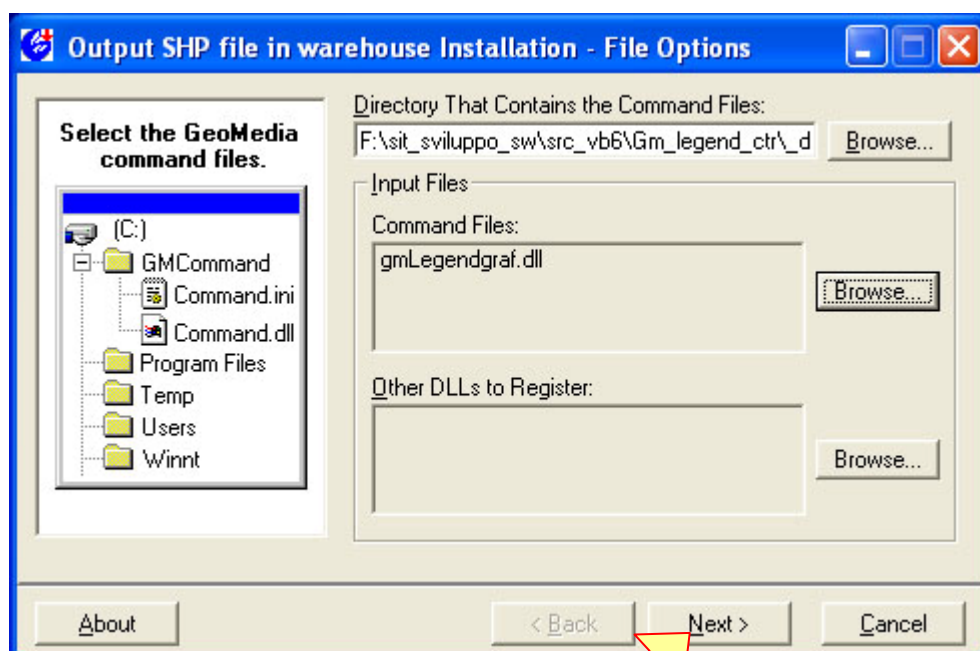 Output SHP file in warehouse Installation - File Options
Select the GeoMedia
command files.
(C:)
GMCommand
Command.ini
Command.dll
Program Files
Temp
Users
Winnt
Directory That Contains the Command Files:
F:\sit_sviluppo_sw\src_vb6\Gm_legend_ctr\_d
Browse...
Input Files
Command Files:
gmLegendgraf.dll
Browse...
Other DLLs to Register:
Browse...
About
< Back
Next >
Cancel